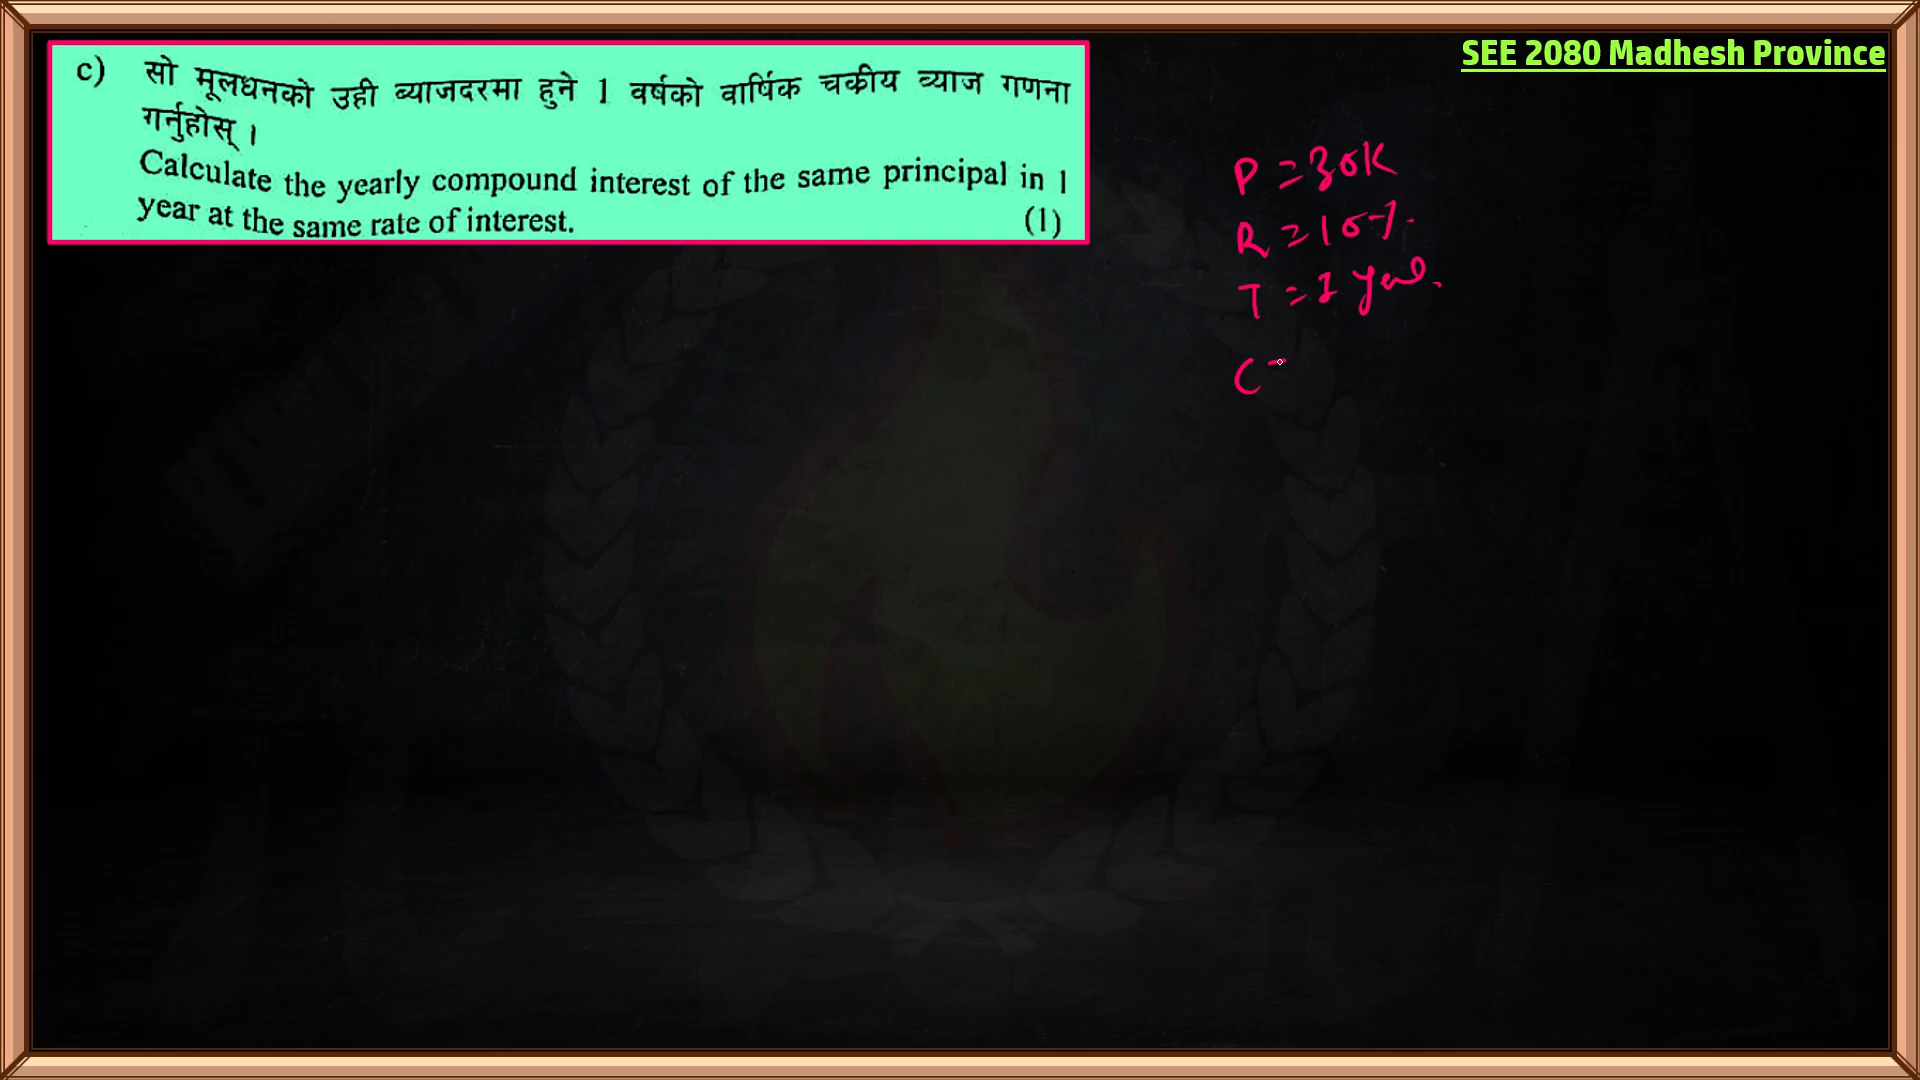 SEE 2080 Madhesh Province
c) सो मूलधनको उही ब्याजदरमा हुने 1 वर्षको वार्षिक चक्रीय ब्याज गणना
गर्नुहोस् ।
Calculate the yearly compound interest of the same principal in 1
year at the same rate of interest. (1)
P = 30K
R = 10%.
T = 1 year.
C